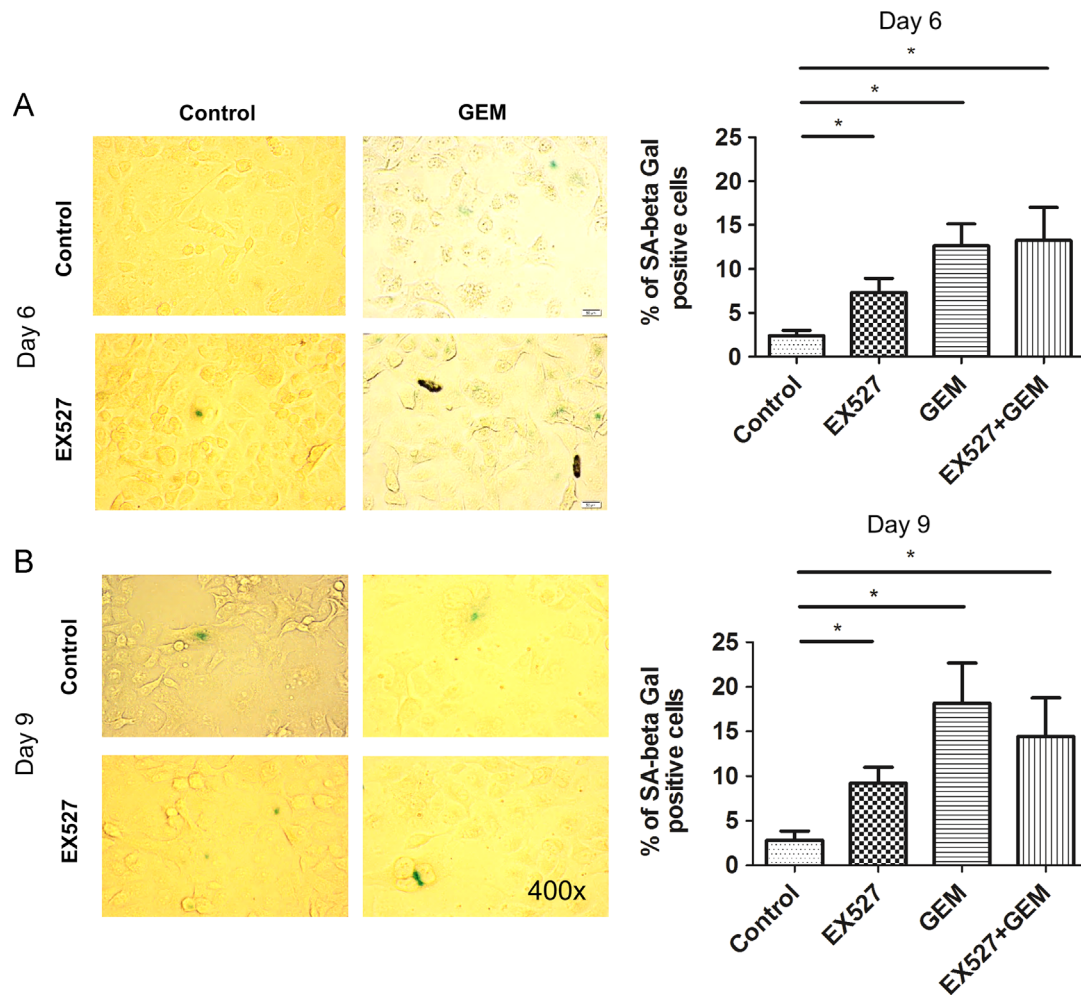 Day 6
*
*
*
A
Control
GEM
Day 6
Control
EX527
% of SA-beta Gal
positive cells
25
20
15
10
5
0
Control
EX527
GEM
EX527+GEM
B
Day 9
Control
EX527
400x
Day 9
*
*
*
% of SA-beta Gal
positive cells
25
20
15
10
5
0
Control
EX527
GEM
EX527+GEM